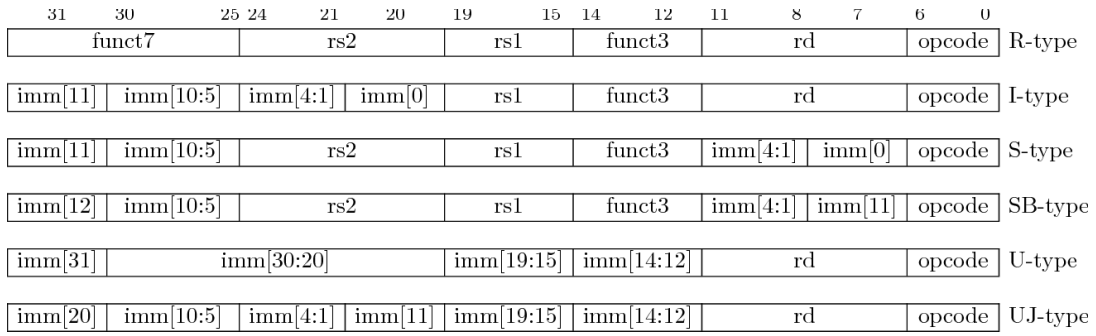 31 30 25 24 21 20 19 15 14 12 11 8 7 6 0
funct7 rs2 rs1 funct3 rd opcode R-type
imm[11] imm[10:5] imm[4:1] imm[0] rs1 funct3 rd opcode I-type
imm[11] imm[10:5] rs2 rs1 funct3 imm[4:1] imm[0] opcode S-type
imm[12] imm[10:5] rs2 rs1 funct3 imm[4:1] imm[11] opcode SB-type
imm[31] imm[30:20] imm[19:15] imm[14:12] rd opcode U-type
imm[20] imm[10:5] imm[4:1] imm[11] imm[19:15] imm[14:12] rd opcode UJ-type